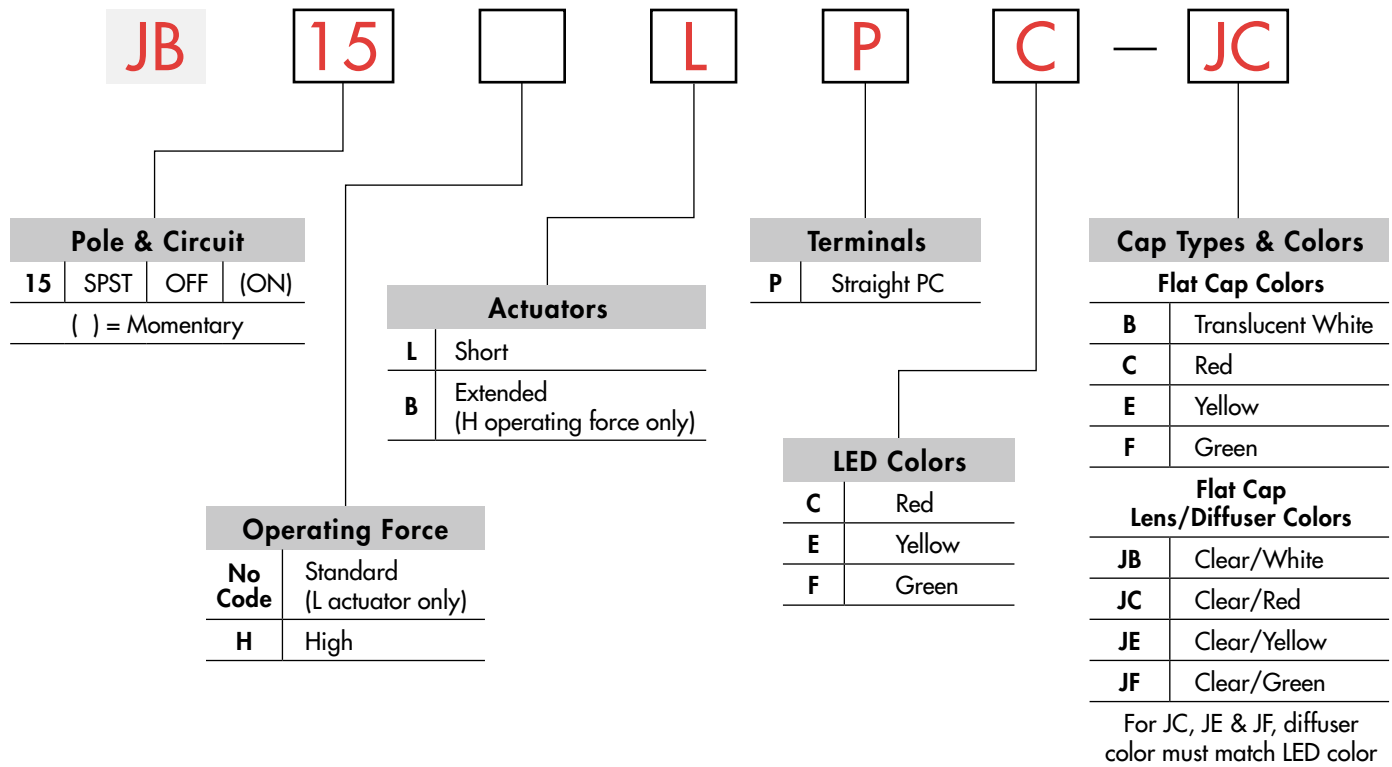 JB 15 L P C — JC
Pole & Circuit
15 SPST OFF (ON)
( ) = Momentary
Operating Force
No Code Standard
(L actuator only)
H High
Actuators
L Short
B Extended
(H operating force only)
Terminals
P Straight PC
LED Colors
C Red
E Yellow
F Green
Cap Types & Colors
Flat Cap Colors
B Translucent White
C Red
E Yellow
F Green
Flat Cap
Lens/Diffuser Colors
JB Clear/White
JC Clear/Red
JE Clear/Yellow
JF Clear/Green
For JC, JE & JF, diffuser
color must match LED color